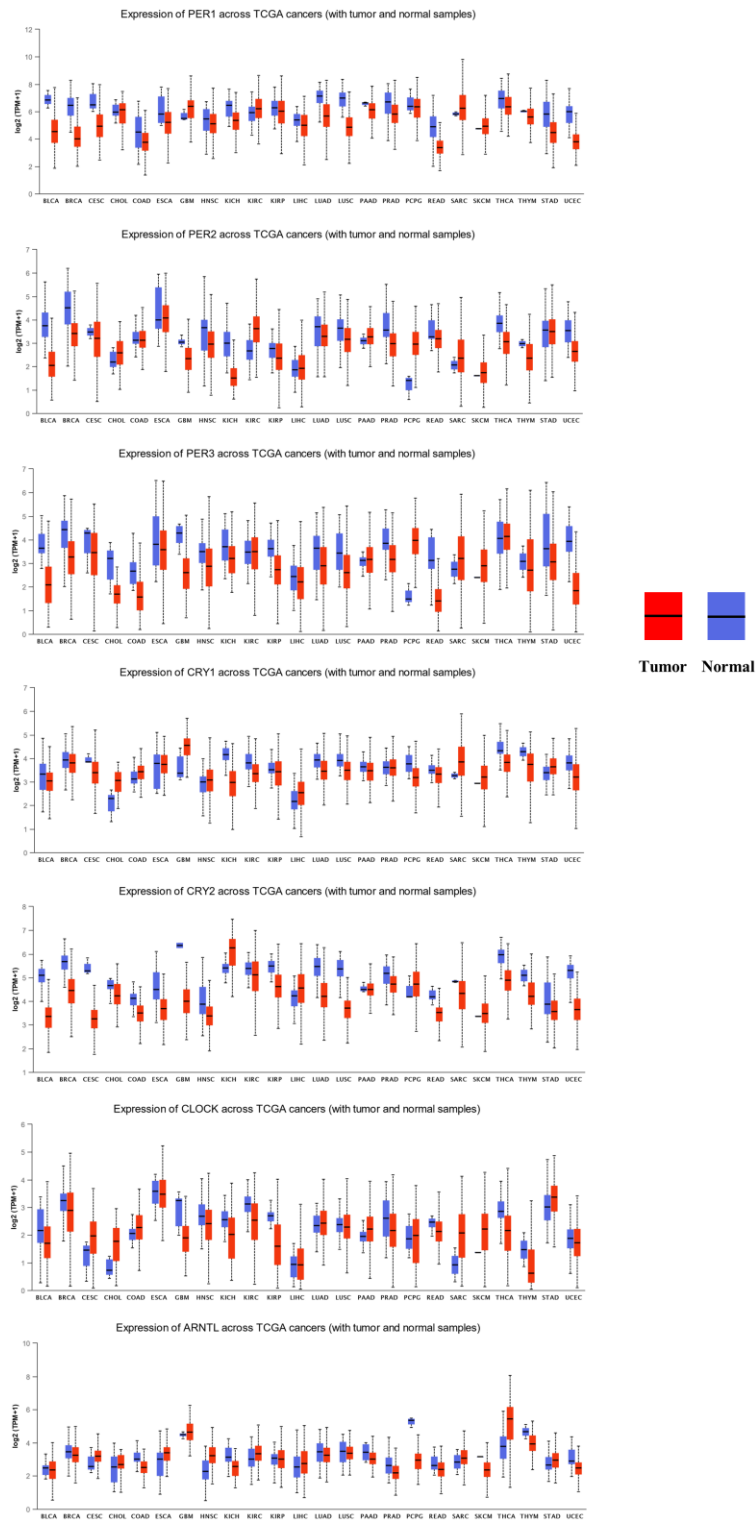 Expression of PER1 across TCGA cancers (with tumor and normal samples)
12
10
8
6
4
2
0
log2 (TPM+1)
BLCA BRCA CESC CHOL COAD ESCA GBM HNSC KICH KIRC KIRP LIHC LUAD LUSC PAAD PRAD PCPG READ SARC SKCM THCA THYM STAD UCEC
Expression of PER2 across TCGA cancers (with tumor and normal samples)
7
6
5
4
3
2
1
0
log2 (TPM+1)
BLCA BRCA CESC CHOL COAD ESCA GBM HNSC KICH KIRC KIRP LIHC LUAD LUSC PAAD PRAD PCPG READ SARC SKCM THCA THYM STAD UCEC
Expression of PER3 across TCGA cancers (with tumor and normal samples)
7
6
5
4
3
2
1
0
log2 (TPM+1)
BLCA BRCA CESC CHOL COAD ESCA GBM HNSC KICH KIRC KIRP LIHC LUAD LUSC PAAD PRAD PCPG READ SARC SKCM THCA THYM STAD UCEC
Tumor Normal
Expression of CRY1 across TCGA cancers (with tumor and normal samples)
7
6
5
4
3
2
1
0
log2 (TPM+1)
BLCA BRCA CESC CHOL COAD ESCA GBM HNSC KICH KIRC KIRP LIHC LUAD LUSC PAAD PRAD PCPG READ SARC SKCM THCA THYM STAD UCEC
Expression of CRY2 across TCGA cancers (with tumor and normal samples)
8
7
6
5
4
3
2
1
log2 (TPM+1)
BLCA BRCA CESC CHOL COAD ESCA GBM HNSC KICH KIRC KIRP LIHC LUAD LUSC PAAD PRAD PCPG READ SARC SKCM THCA THYM STAD UCEC
Expression of CLOCK across TCGA cancers (with tumor and normal samples)
6
5
4
3
2
1
0
log2 (TPM+1)
BLCA BRCA CESC CHOL COAD ESCA GBM HNSC KICH KIRC KIRP LIHC LUAD LUSC PAAD PRAD PCPG READ SARC SKCM THCA THYM STAD UCEC
Expression of ARNTL across TCGA cancers (with tumor and normal samples)
10
8
6
4
2
0
log2 (TPM+1)
BLCA BRCA CESC CHOL COAD ESCA GBM HNSC KICH KIRC KIRP LIHC LUAD LUSC PAAD PRAD PCPG READ SARC SKCM THCA THYM STAD UCEC